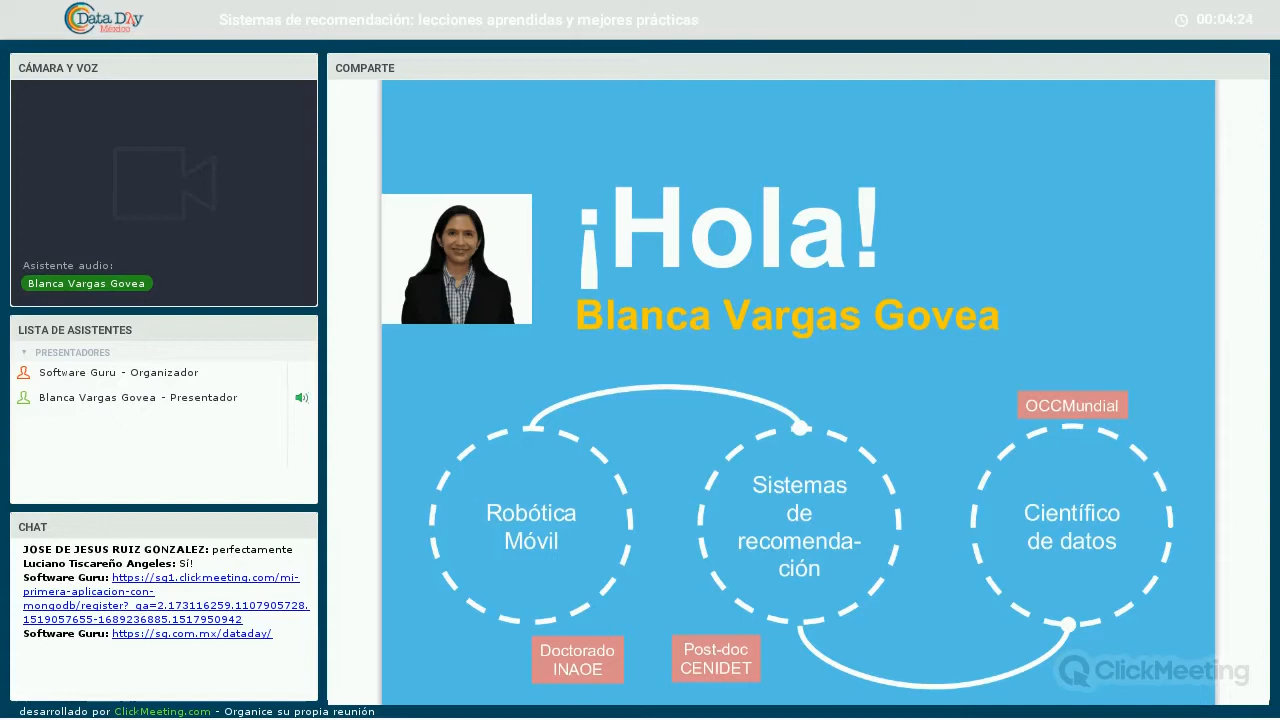 Data Day
México
Sistemas de recomendación: lecciones aprendidas y mejores prácticas
00:04:24
CÁMARA Y VOZ
Asistente audio:
Blanca Vargas Govea
LISTA DE ASISTENTES
PRESENTADORES
Software Guru - Organizador
Blanca Vargas Govea - Presentador
CHAT
JOSE DE JESUS RUIZ GONZALEZ: perfectamente
Luciano Tiscareño Angeles: Sí!
Software Guru: https://sg1.clickmeeting.com/mi-
primera-aplicacion-con-
mongodb/register?_ga=2.173116259.1107905728.
1519057655-1689236885.1517950942
Software Guru: https://sg.com.mx/dataday/
COMPARTE
¡Hola!
Blanca Vargas Govea
Robótica
Móvil
Doctorado
INAOE
Sistemas
de
recomenda-
ción
Post-doc
CENIDET
OCCMundial
Científico
de datos
ClickMeeting
desarrollado por ClickMeeting.com - Organice su propia reunión